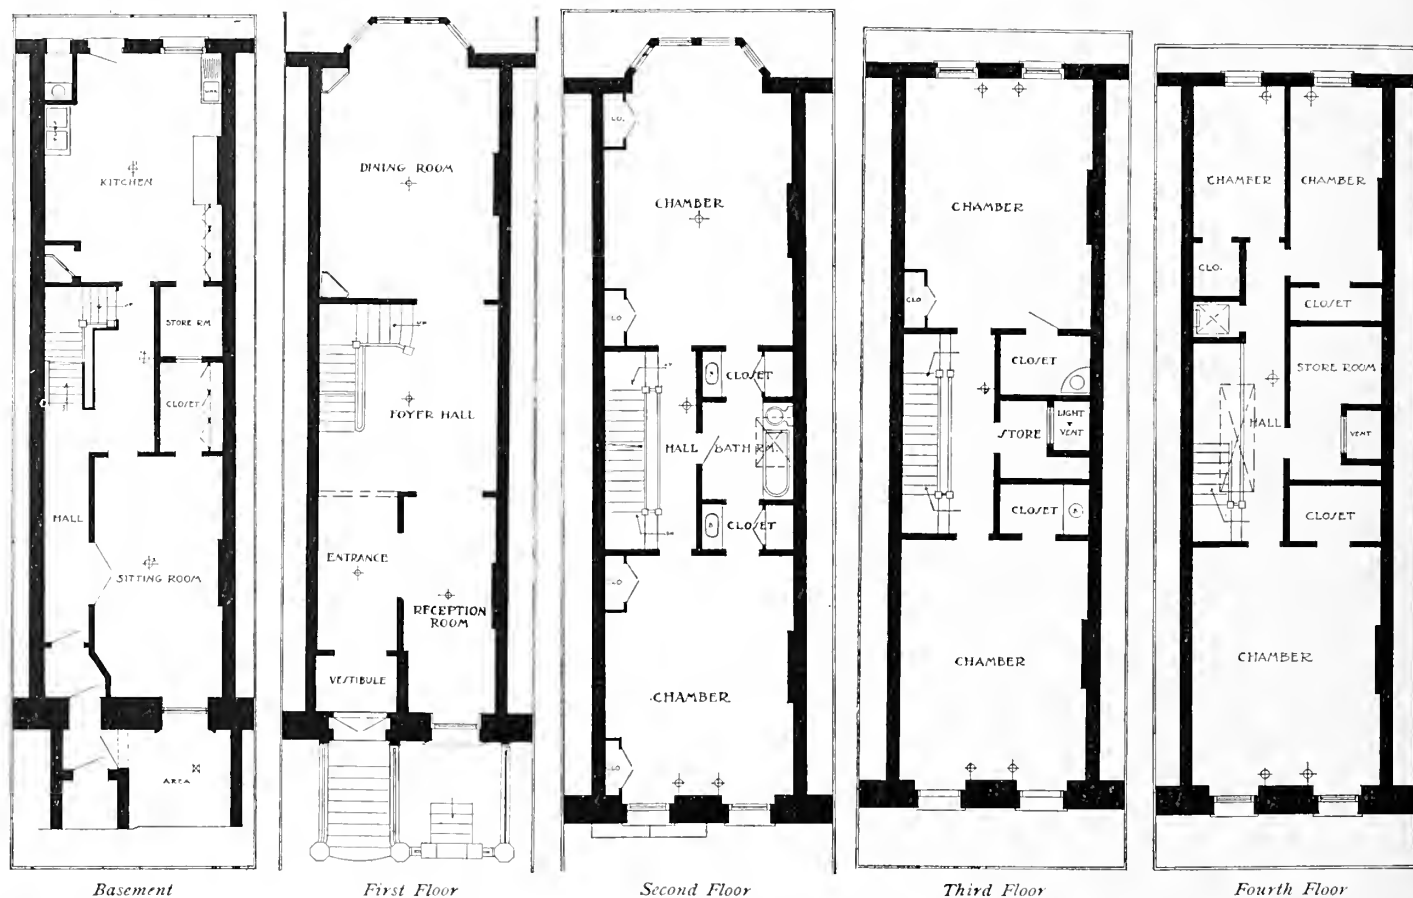 KITCHEN
STORE RM
CLOSET
HALL
SITTING ROOM
AREA
Basement
DINING ROOM
UP
FOYER HALL
ENTRANCE
RECEPTION
ROOM
VESTIBULE
First Floor
CLO.
CHAMBER
CLO
CLOSET
HALL
BATH RM.
CLOSET
CLO
CHAMBER
CLO
Second Floor
CHAMBER
CLO
CLOSET
LIGHT
VENT
STORE
CLOSET
CHAMBER
Third Floor
CHAMBER
CHAMBER
CLO.
CLOSET
STORE ROOM
HALL
VENT
CLOSET
CHAMBER
Fourth Floor